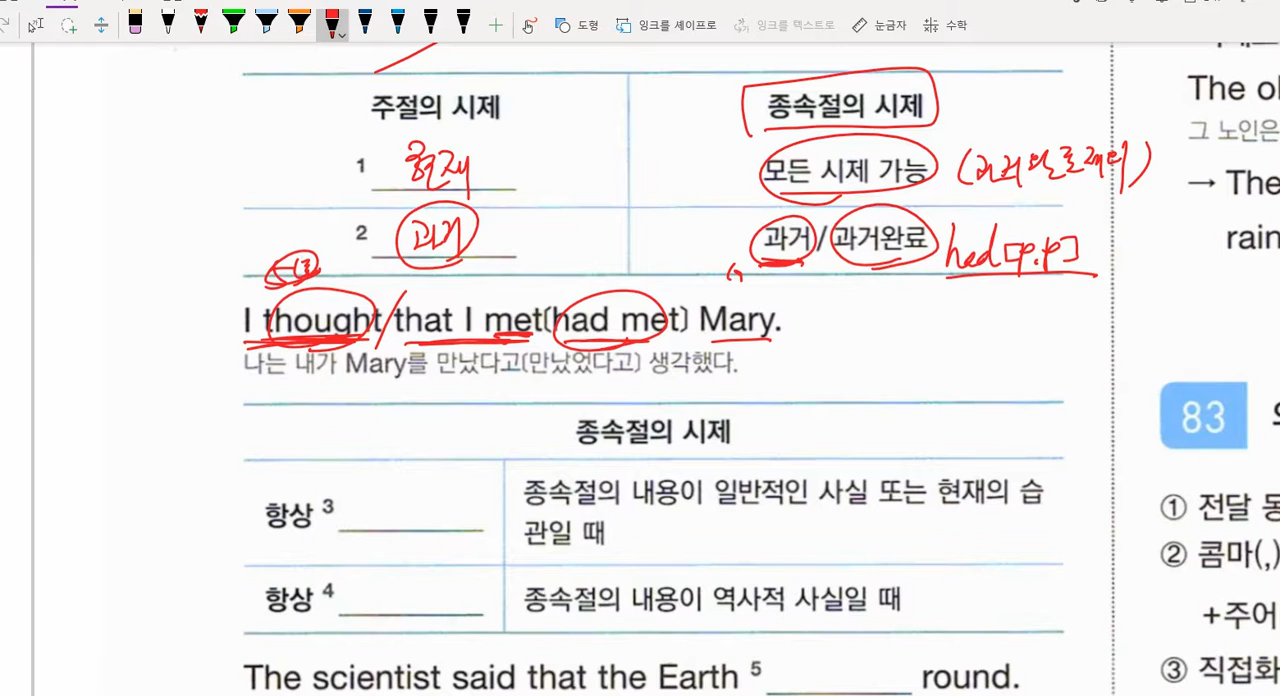 도형
잉크를 셰이프로
잉크를 텍스트로
눈금자
수학
주절의 시제
종속절의 시제
1 현재
모든 시제 가능 (과거완료제외)
2 과거
과거/과거완료 had[p.p]
I thought/that I met(had met) Mary.
나는 내가 Mary를 만났다고(만났었다고) 생각했다.
종속절의 시제
항상 3
종속절의 내용이 일반적인 사실 또는 현재의 습
관일 때
항상 4
종속절의 내용이 역사적 사실일 때
The scientist said that the Earth 5 round.
The
그 노인은
→ The
83
① 전달
② 콤마(,)
+주어
③ 직접화